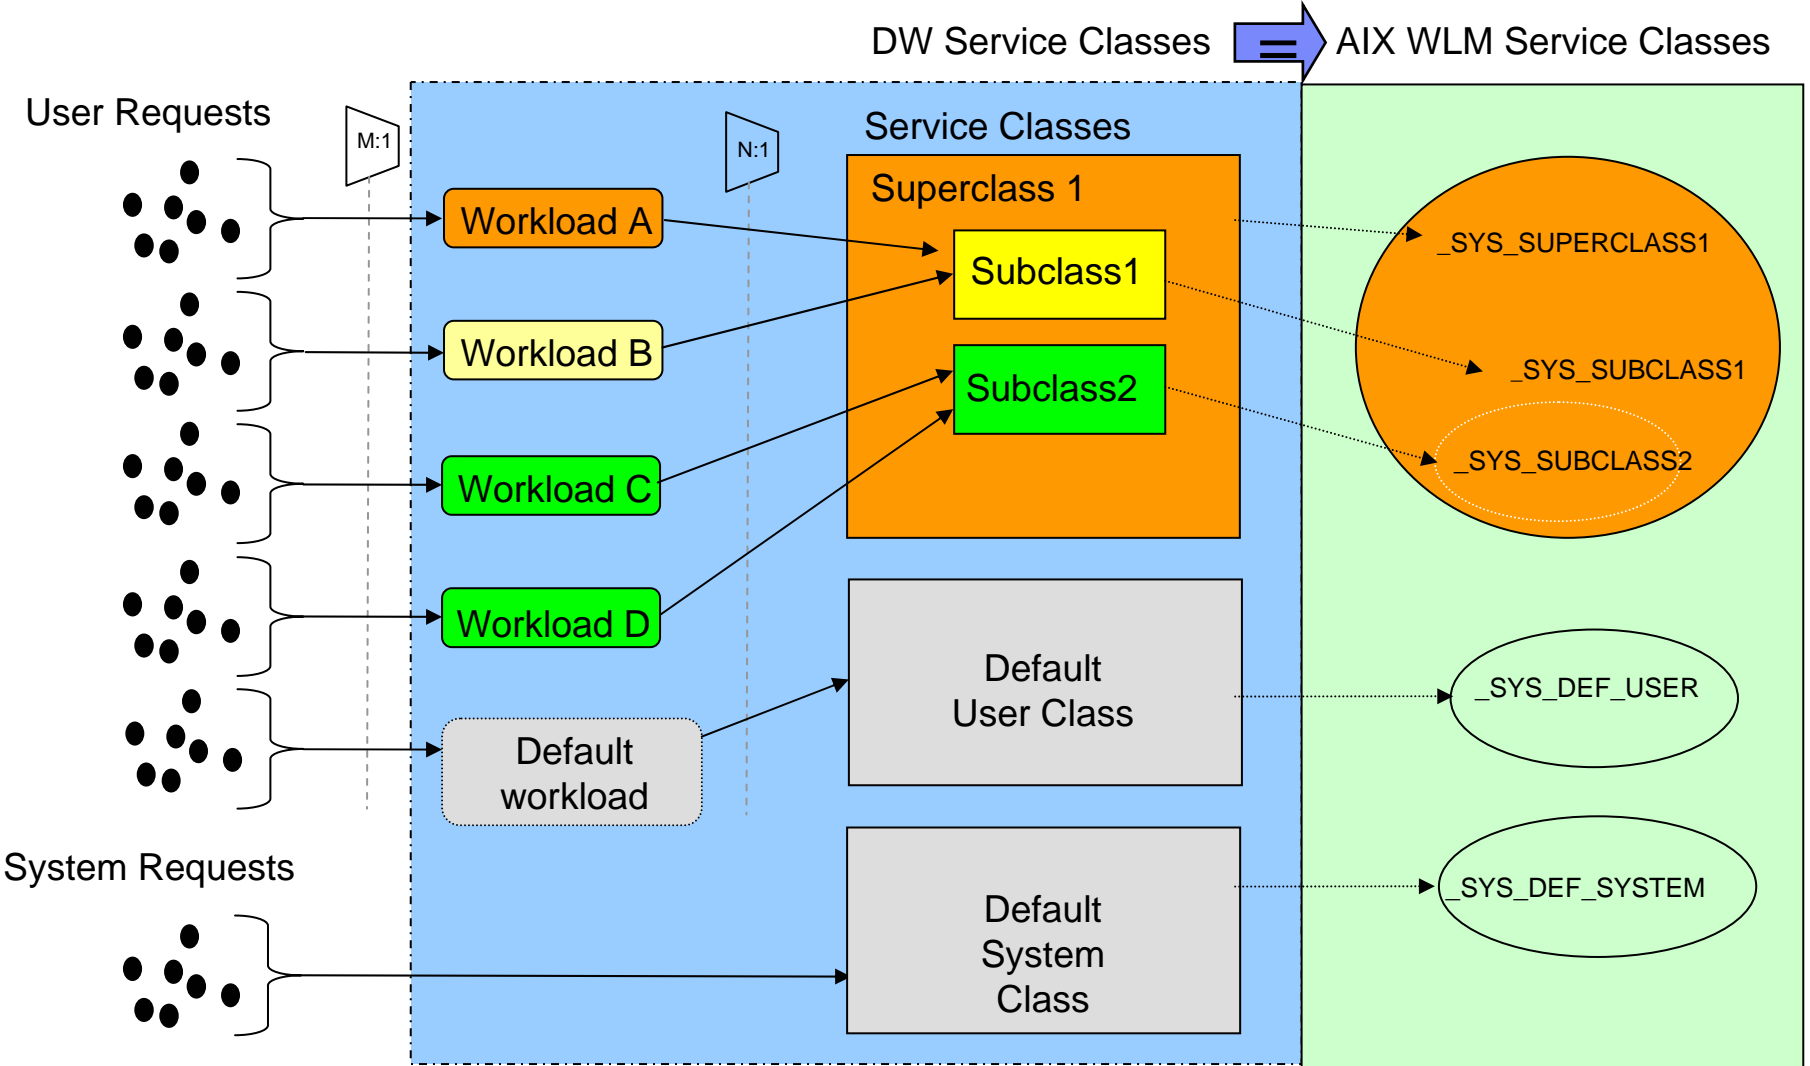 DW Service Classes = AIX WLM Service Classes
User Requests
M:1
N:1
Service Classes
Superclass 1
Workload A
Subclass1
_SYS_SUPERCLASS1
Workload B
Subclass2
_SYS_SUBCLASS1
Workload C
_SYS_SUBCLASS2
Workload D
Default
User Class
_SYS_DEF_USER
Default
workload
System Requests
Default
System
Class
_SYS_DEF_SYSTEM